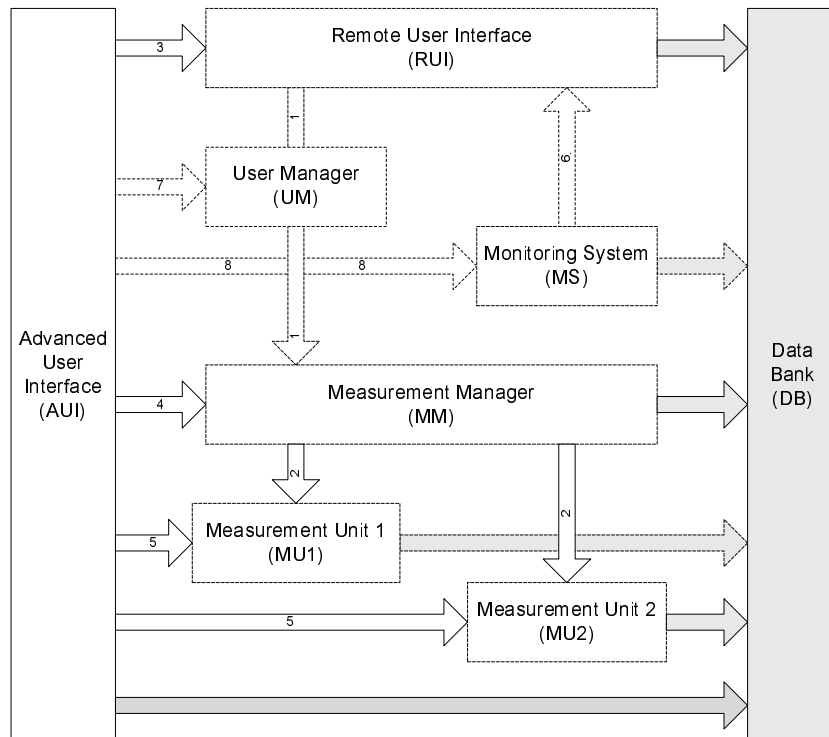 3
Remote User Interface
(RUI)
1
6.
7
User Manager
(UM)
8
8
Monitoring System
(MS)
1
Advanced
User
Interface
(AUI)
4
Measurement Manager
(MM)
Data
Bank
(DB)
2
2
5
Measurement Unit 1
(MU1)
5
Measurement Unit 2
(MU2)